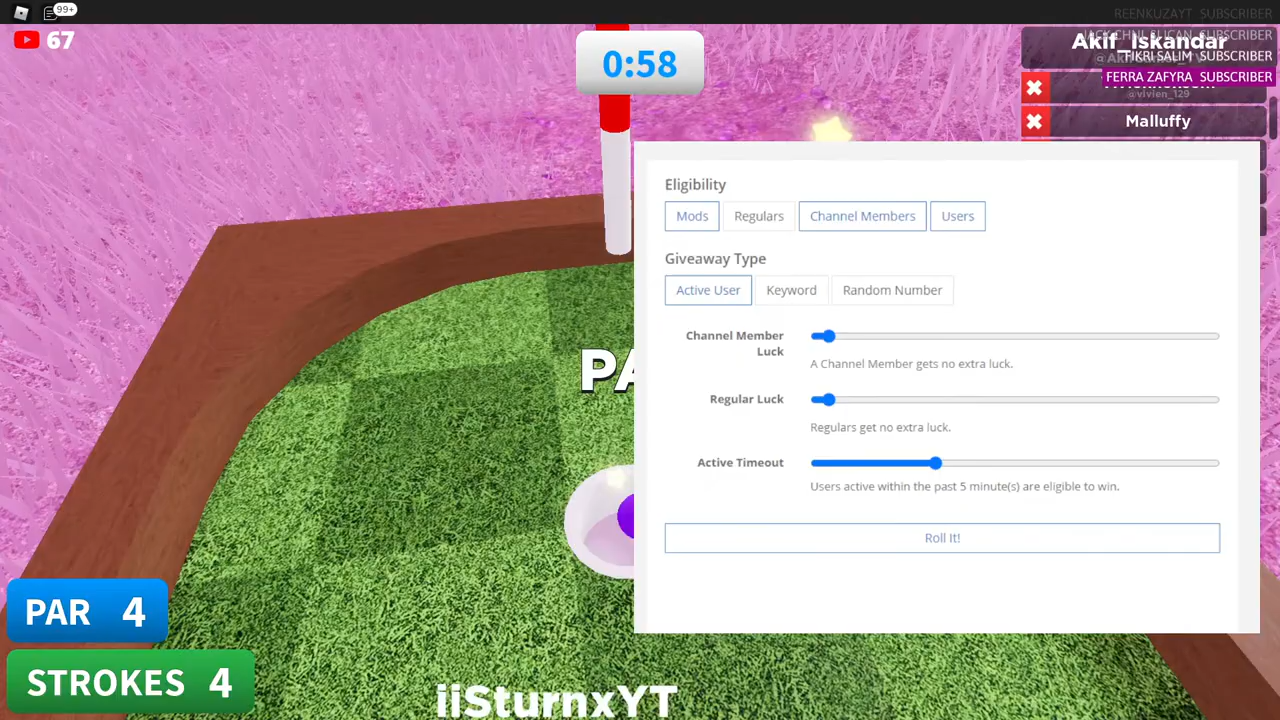 99+
67
0:58
REENKUZAYT SUBSCRIBER
Akif_Iskandar
FIKRI SALIM SUBSCRIBER
FERRA ZAFYRA SUBSCRIBER
@vivien_129
Malluffy
Eligibility
Mods Regulars Channel Members Users
Giveaway Type
Active User Keyword Random Number
Channel Member
Luck
A Channel Member gets no extra luck.
Regular Luck
Regulars get no extra luck.
Active Timeout
Users active within the past 5 minute(s) are eligible to win.
Roll It!
PA
PAR 4
STROKES 4
iiSturnxYT